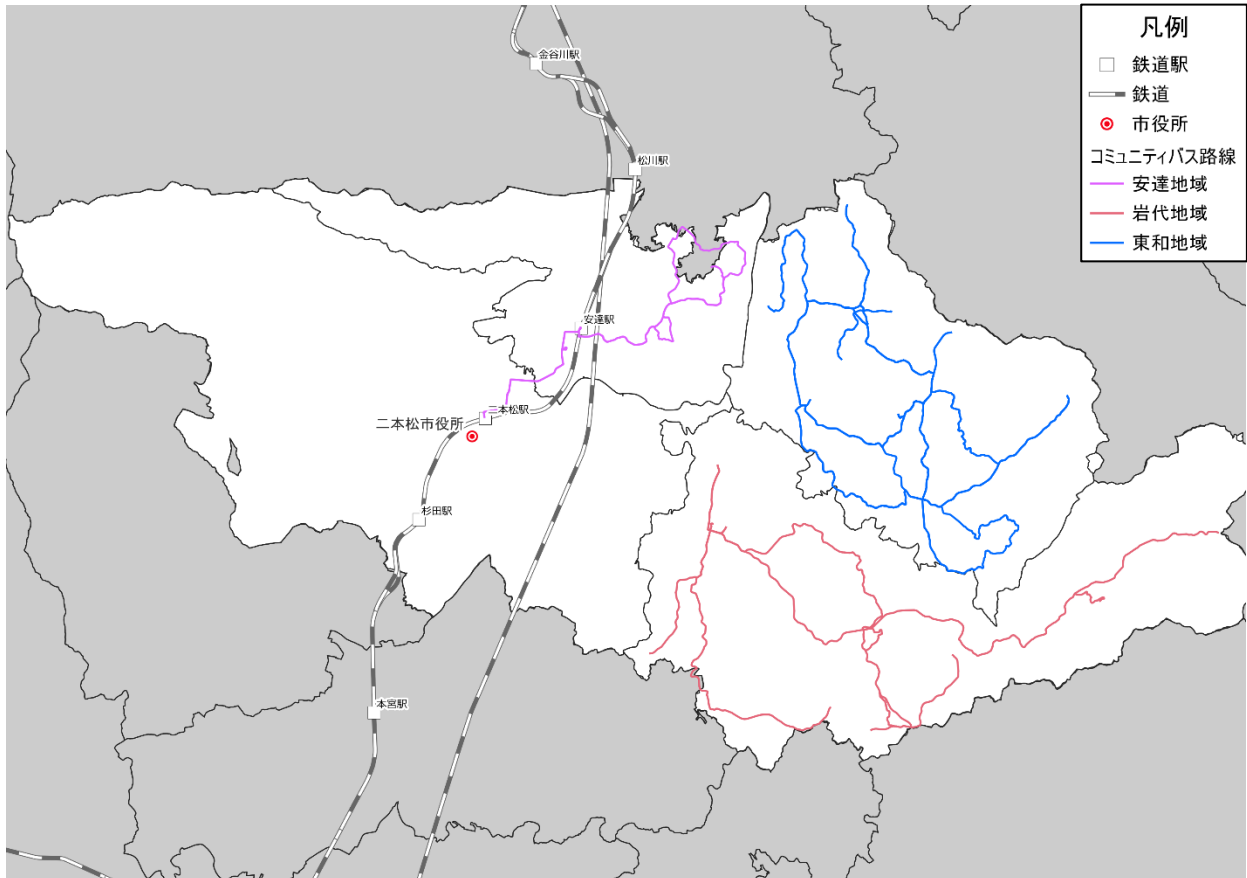 凡例
鉄道駅
鉄道
市役所
コミュニティバス路線
安達地域
岩代地域
東和地域
金谷川駅
松川駅
安達駅
二本松駅
二本松市役所
杉田駅
本宮駅